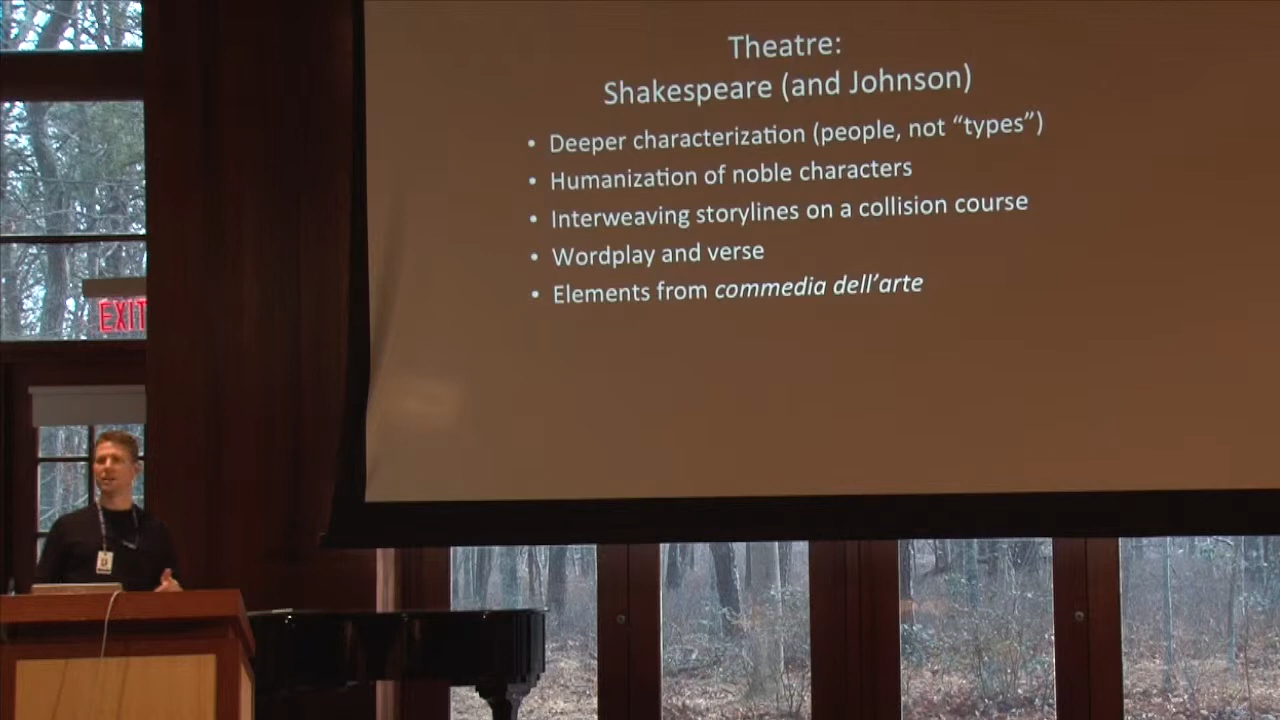 Theatre:
Shakespeare (and Johnson)
• Deeper characterization (people, not “types”)
• Humanization of noble characters
• Interweaving storylines on a collision course
• Wordplay and verse
• Elements from commedia dell’arte
EXIT